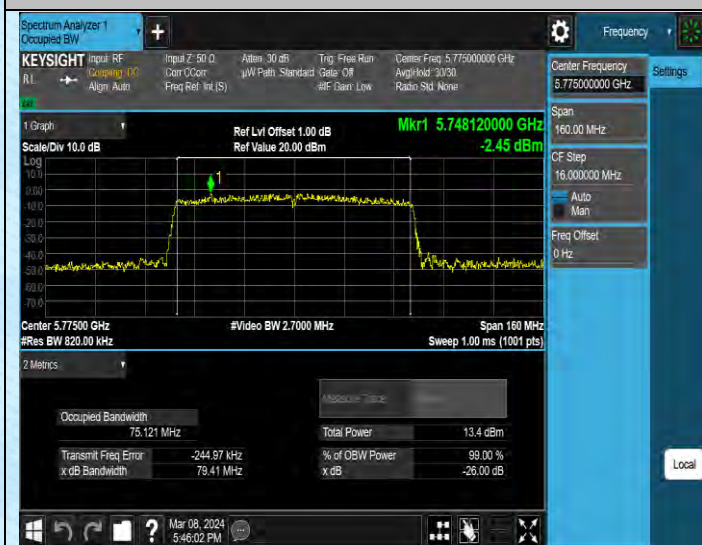 Spectrum Analyzer 1
Occupied BW
+
Frequency
KEYSIGHT Input: RF Input Z: 50 Ω Atten: 30 dB Trig: Free Run Center Freq: 5.775000000 GHz
RL Coupling: DC Corr CCorr µW Path: Standard Gate: Off Avg|Hold: 30/30
Align: Auto Freq Ref: Int (S) #IF Gain: Low Radio Std: None
Center Frequency
5.775000000 GHz
Settings
Span
160.00 MHz
CF Step
16.000000 MHz
Auto
Man
Freq Offset
0 Hz
1 Graph
Ref Lvl Offset 1.00 dB
Mkr1 5.748120000 GHz
Scale/Div 10.0 dB
Ref Value 20.00 dBm
-2.45 dBm
Log
10.0
0.00
-10.0
-20.0
-30.0
-40.0
-50.0
-60.0
-70.0
1
Center 5.77500 GHz
#Video BW 2.7000 MHz
Span 160 MHz
#Res BW 820.00 kHz
Sweep 1.00 ms (1001 pts)
2 Metrics
Measure Trace
Occupied Bandwidth
75.121 MHz
Total Power 13.4 dBm
Transmit Freq Error -244.97 kHz
% of OBW Power 99.00 %
x dB Bandwidth 79.41 MHz
x dB -26.00 dB
Local
?
Mar 08, 2024
5:46:02 PM